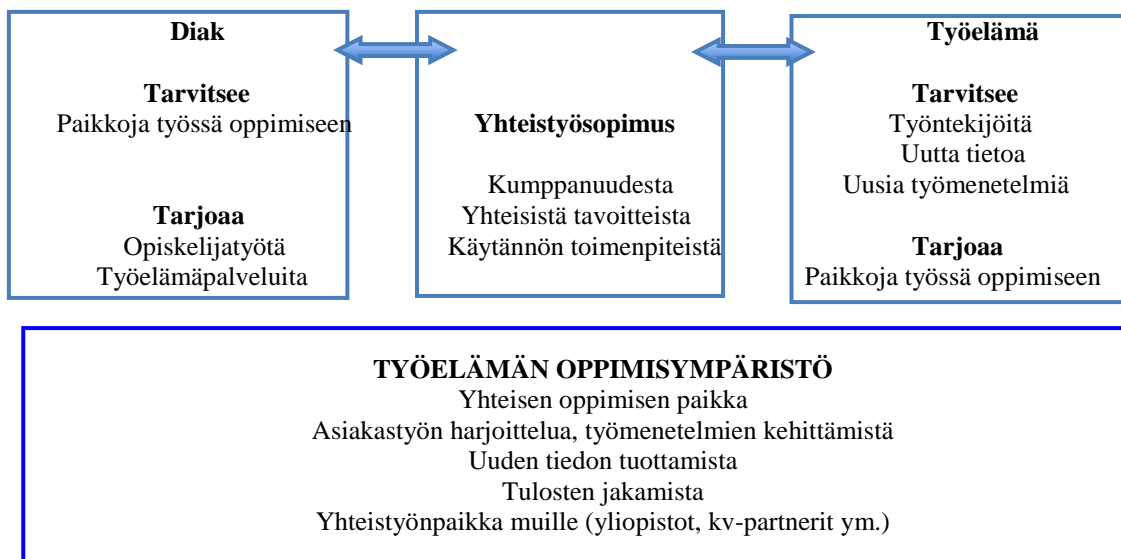 Diak
Tarvitsee
Paikkoja työssä oppimiseen
Tarjoaa
Opiskelijatyötä
Työelämäpalveluita
Yhteistyösopimus
Kumppanuudesta
Yhteisistä tavoitteista
Käytännön toimenpiteistä
Työelämä
Tarvitsee
Työntekijöitä
Uutta tietoa
Uusia työmenetelmiä
Tarjoaa
Paikkoja työssä oppimiseen
TYÖELÄMÄN OPPIMISYMPÄRISTÖ
Yhteisen oppimisen paikka
Asiakastyön harjoittelua, työmenetelmien kehittämistä
Uuden tiedon tuottamista
Tulosten jakamista
Yhteistyönpaikka muille (yliopistot, kv-partnerit ym.)